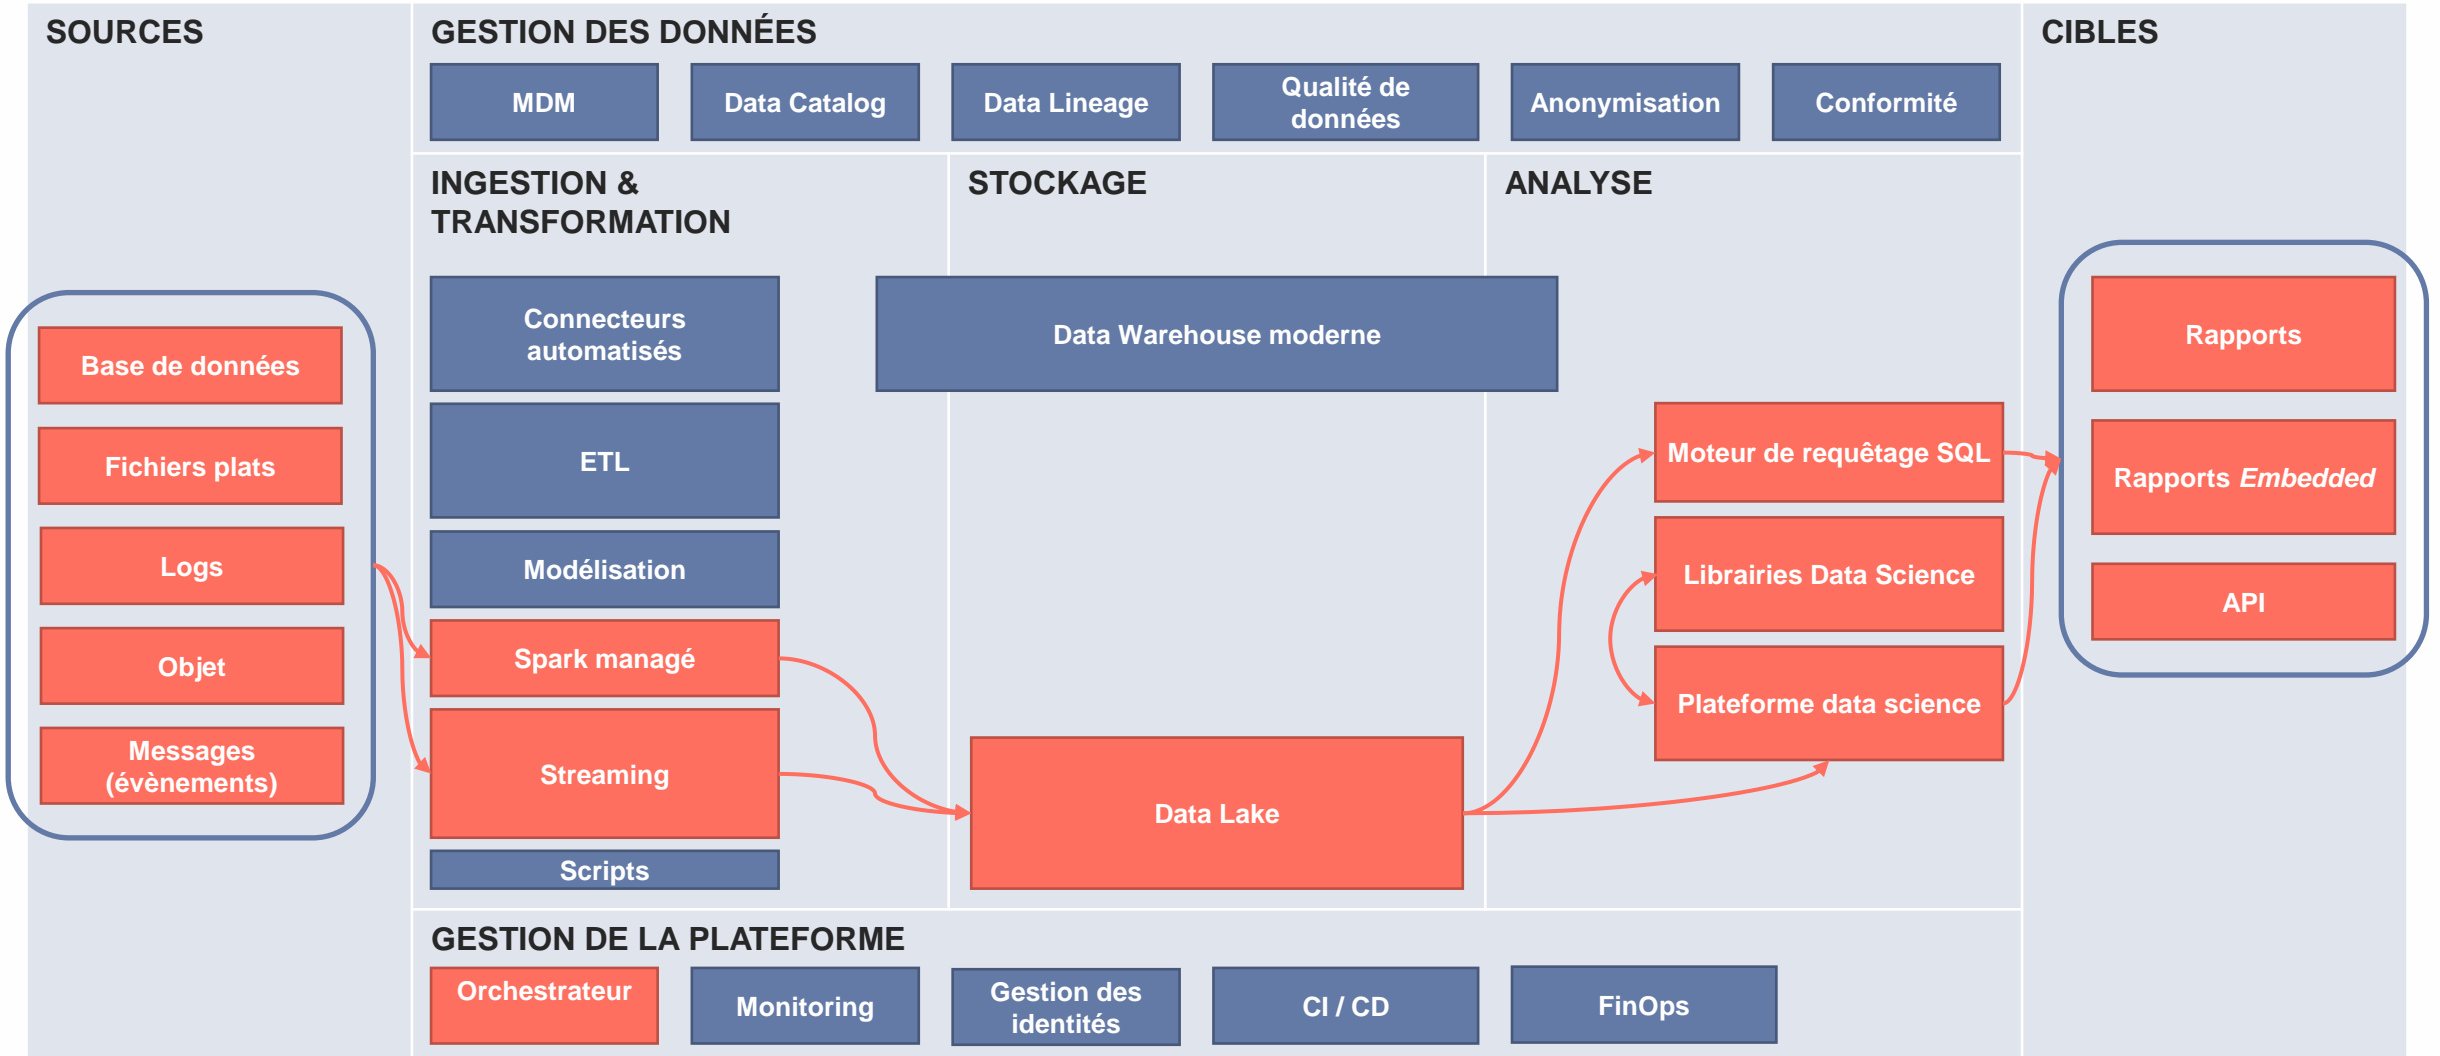 SOURCES
GESTION DES DONNÉES
CIBLES
MDM
Data Catalog
Data Lineage
Qualité de
données
Anonymisation
Conformité
INGESTION &
TRANSFORMATION
STOCKAGE
ANALYSE
Base de données
Fichiers plats
Logs
Objet
Messages
(évènements)
Connecteurs
automatisés
ETL
Modélisation
Spark managé
Streaming
Scripts
Data Warehouse moderne
Data Lake
Moteur de requêtage SQL
Librairies Data Science
Plateforme data science
Rapports
Rapports Embedded
API
GESTION DE LA PLATEFORME
Orchestrateur
Monitoring
Gestion des
identités
CI / CD
FinOps